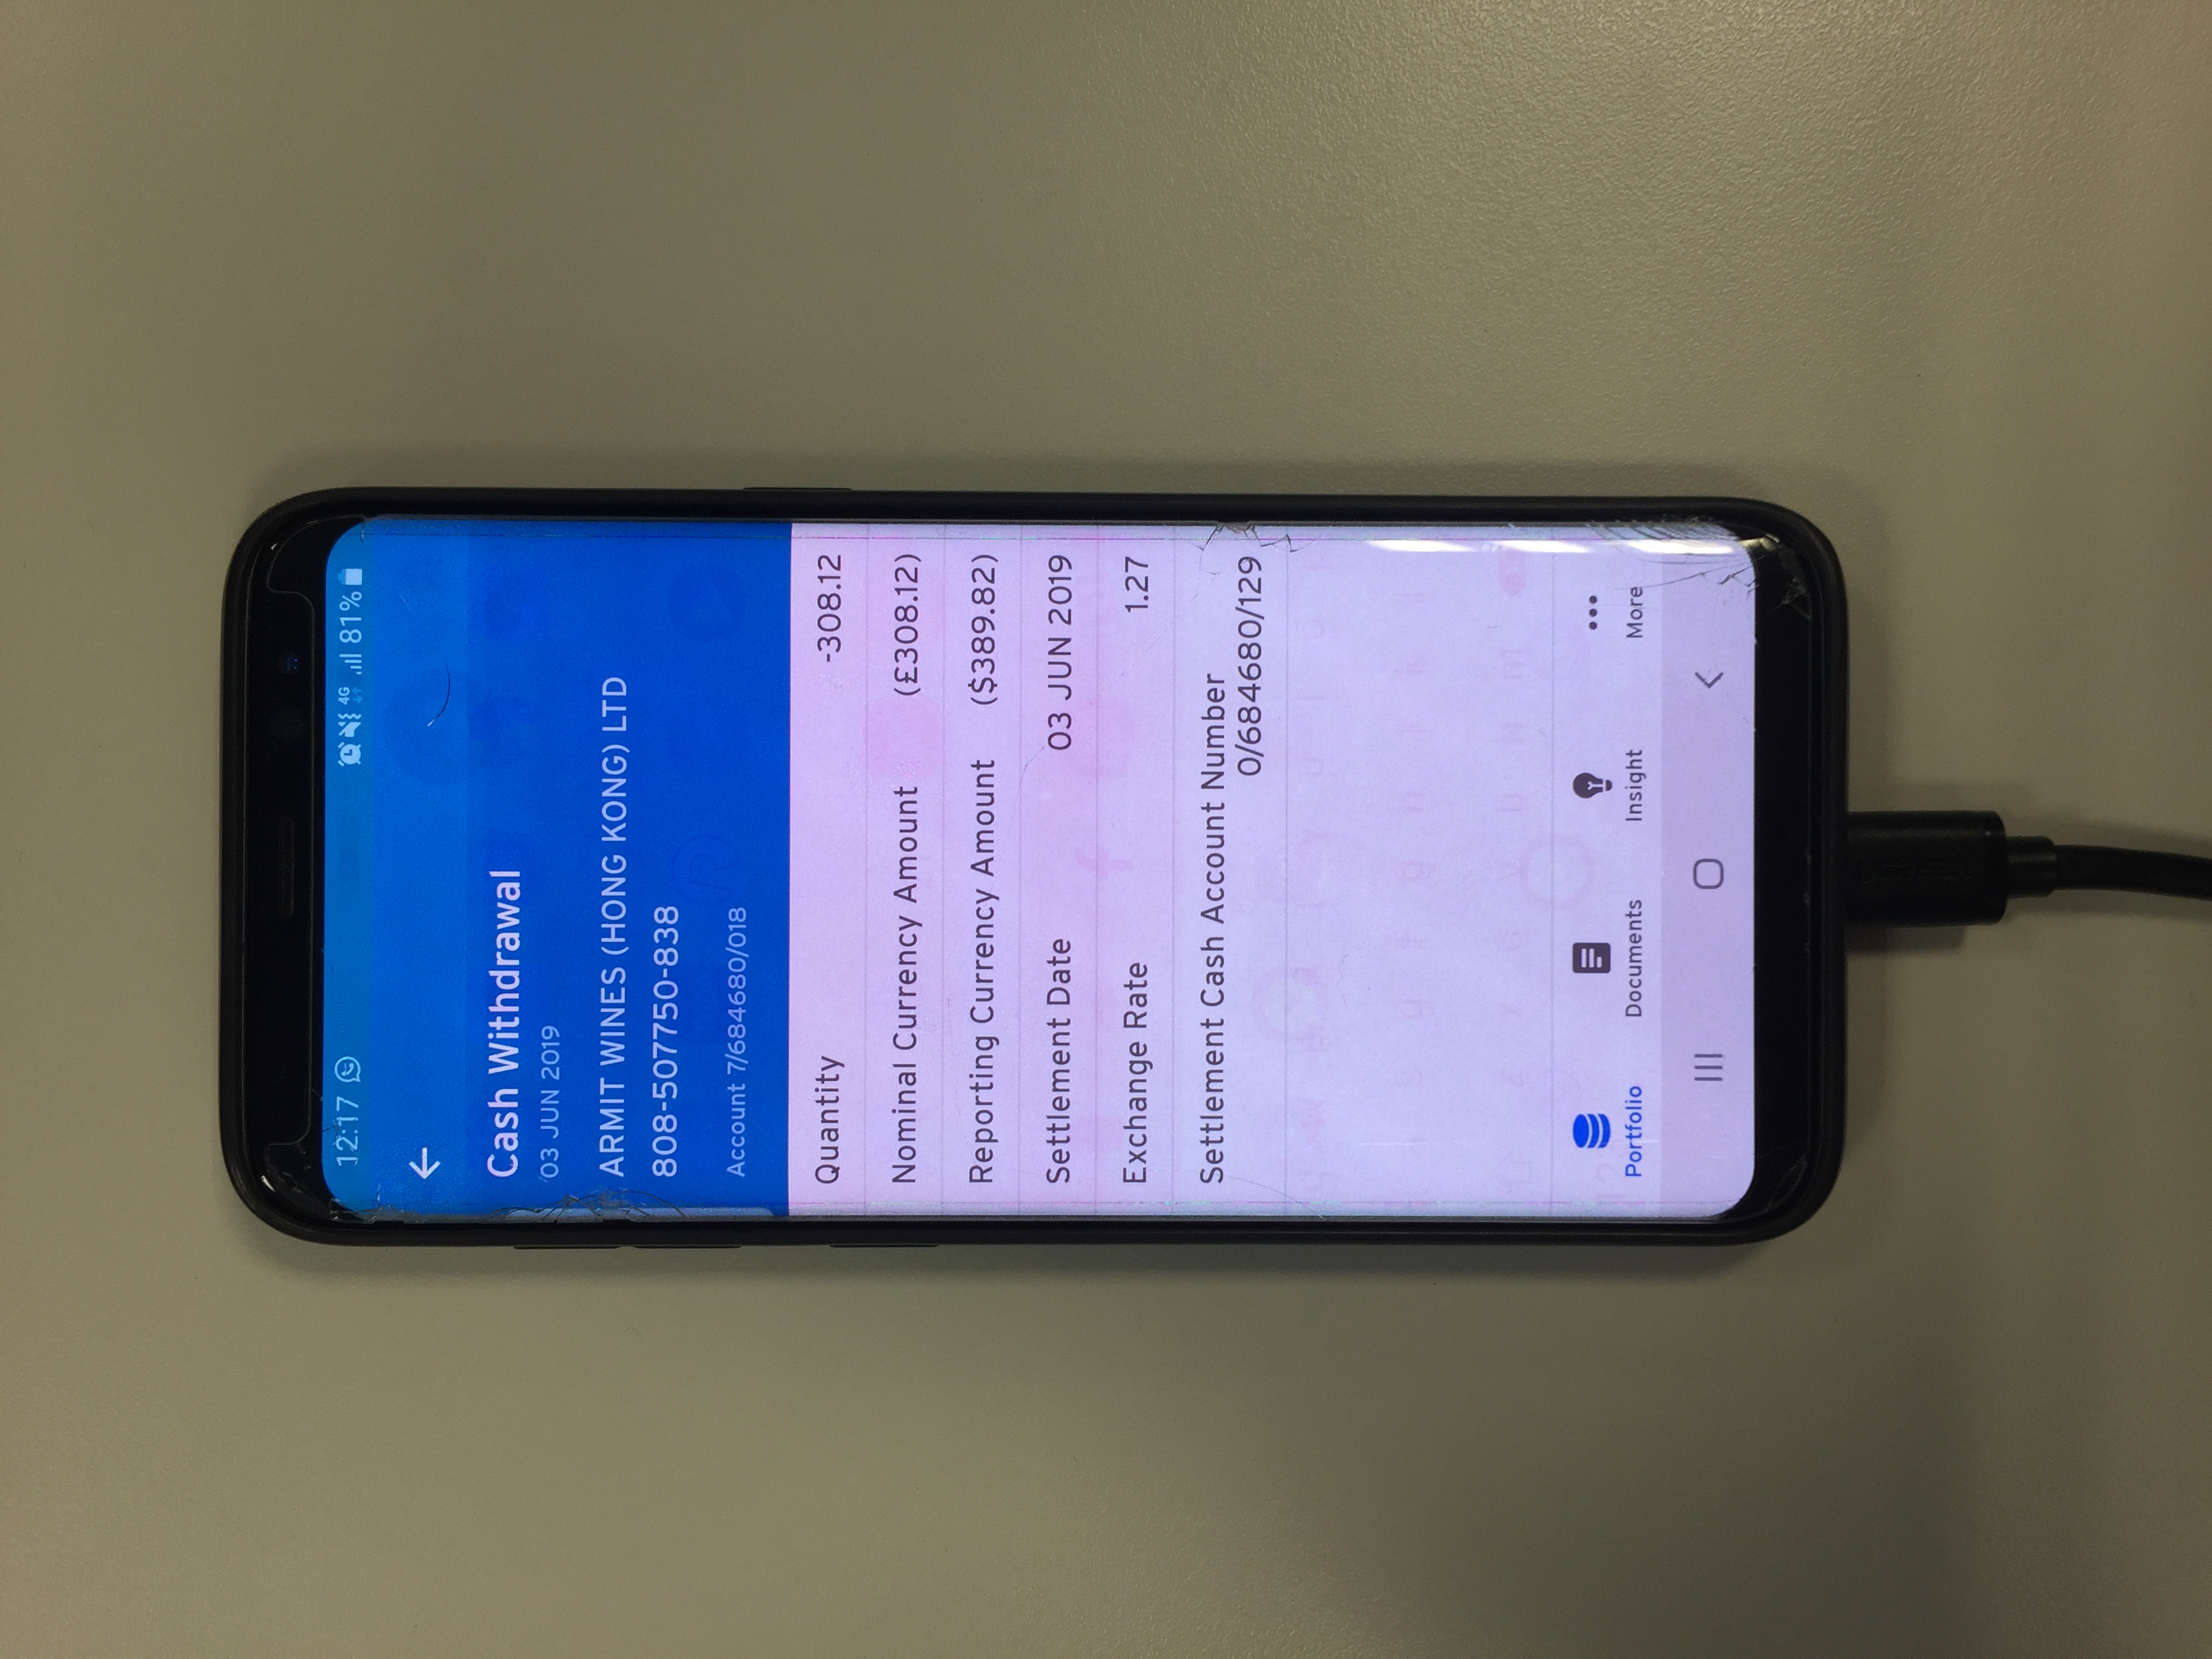 12:17 4G 81%
Cash Withdrawal
03 JUN 2019
ARMIT WINES (HONG KONG) LTD
808-507750-838
Account 7/684680/018
Quantity -308.12
Nominal Currency Amount (£308.12)
Reporting Currency Amount ($389.82)
Settlement Date 03 JUN 2019
Exchange Rate 1.27
Settlement Cash Account Number
0/684680/129
Portfolio Documents Insight More